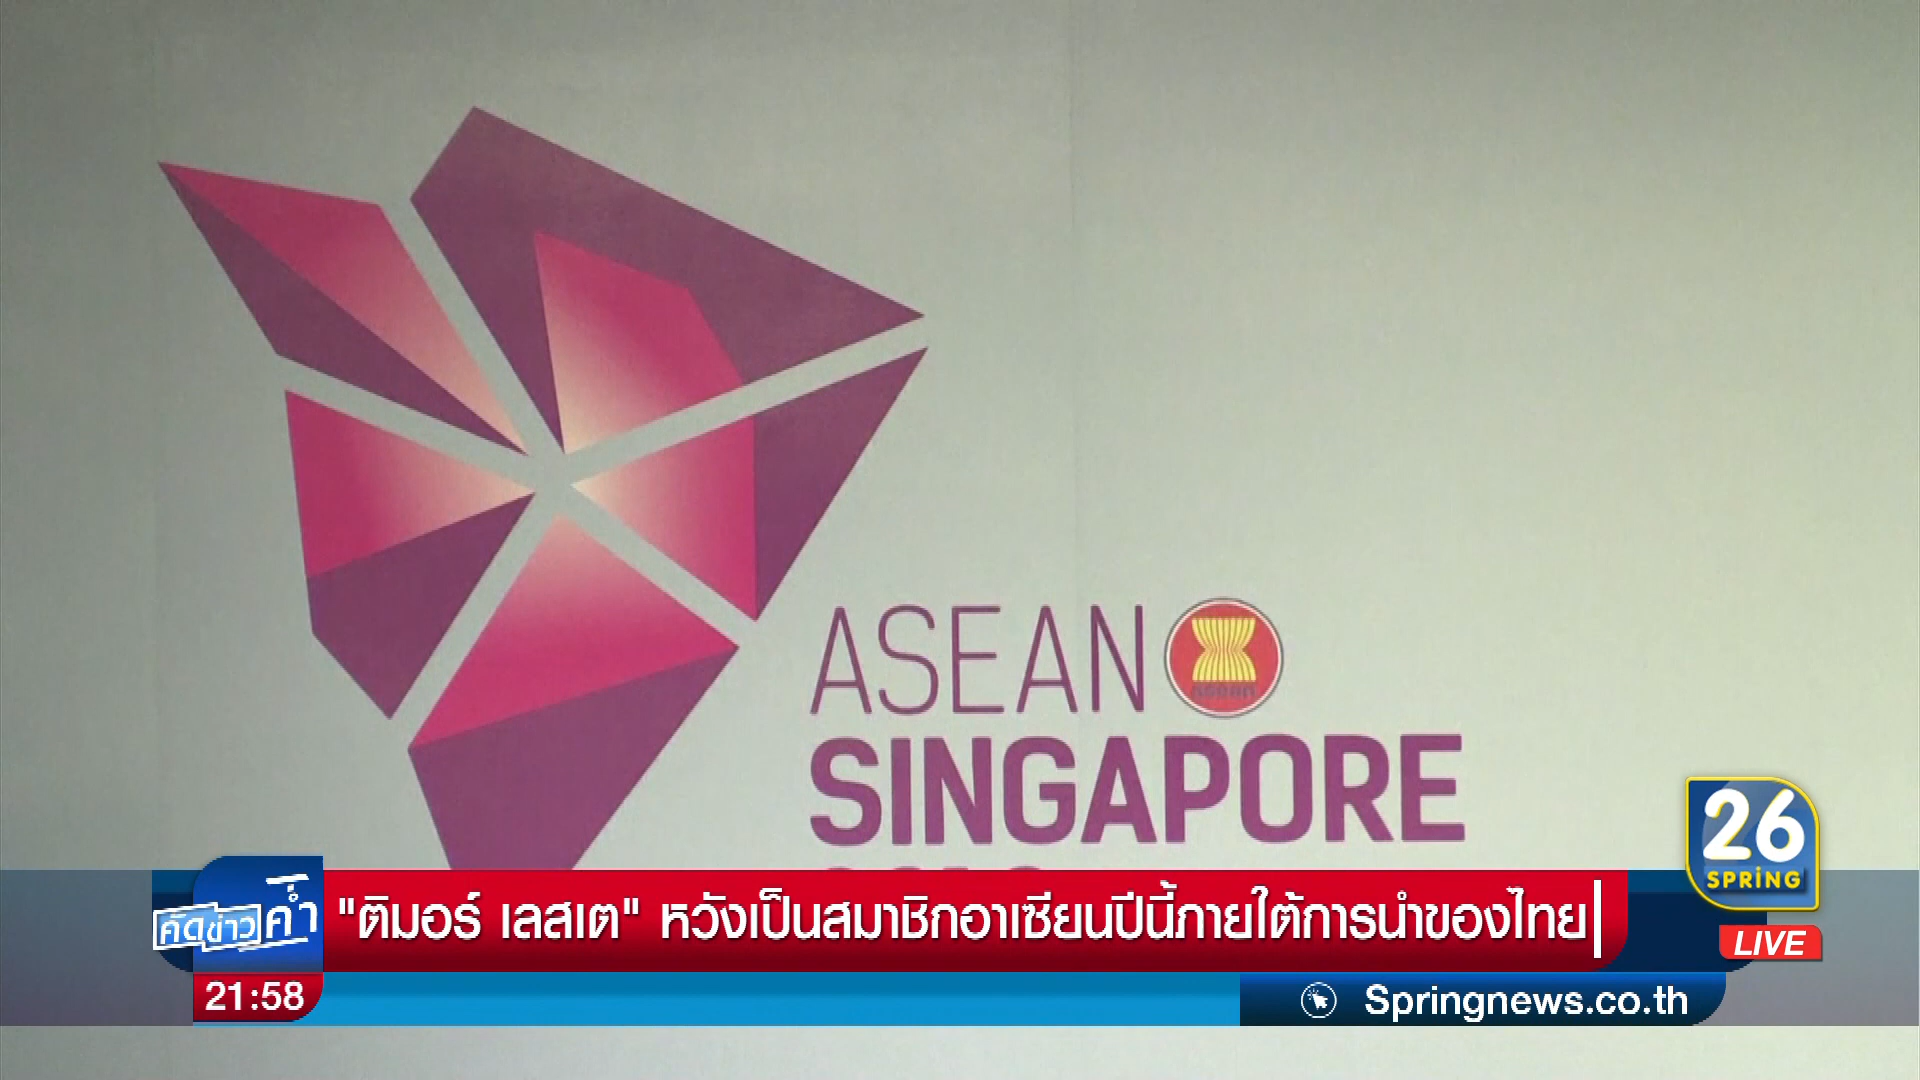 ASEAN
asean
SINGAPORE
26
SPRiNG
LIVE
คัดข่าวค่ำ
"ติมอร์ เลสเต" หวังเป็นสมาชิกอาเซียนปีนี้ภายใต้การนำของไทย
21:58
Springnews.co.th